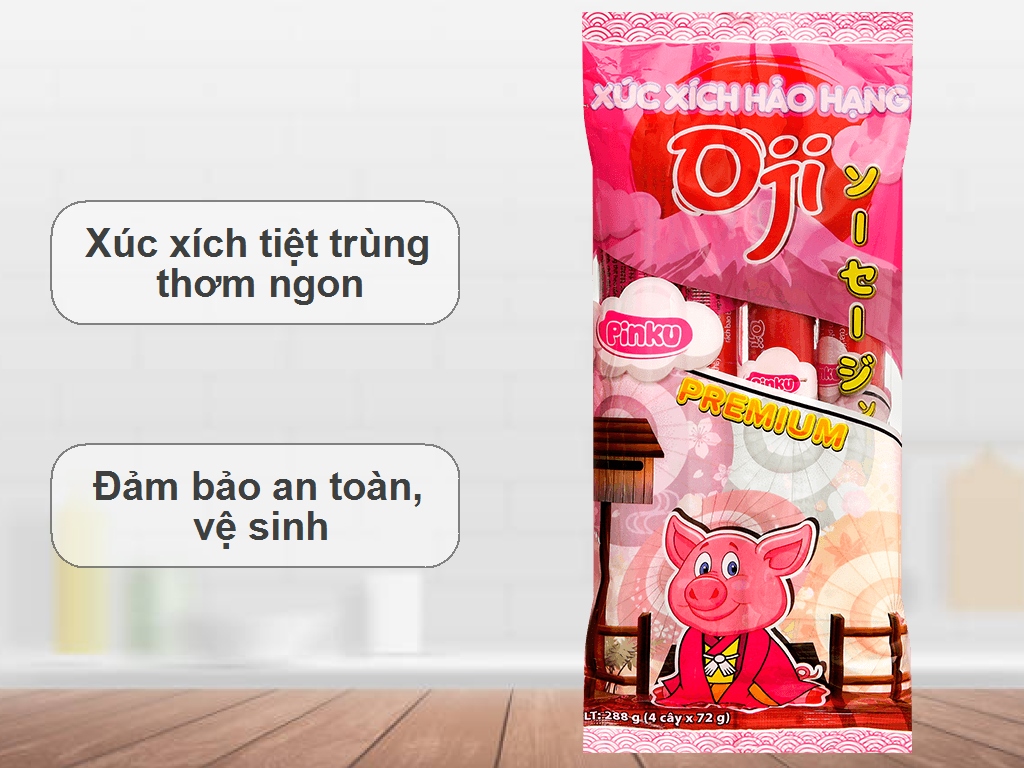 Xúc xích tiệt trùng
thơm ngon
Đảm bảo an toàn,
vệ sinh
XÚC XÍCH HẢO HẠNG
Oji
ソーセージ
Pinku
Pinku
PREMIUM
LT: 288 g (4 cây x 72 g)